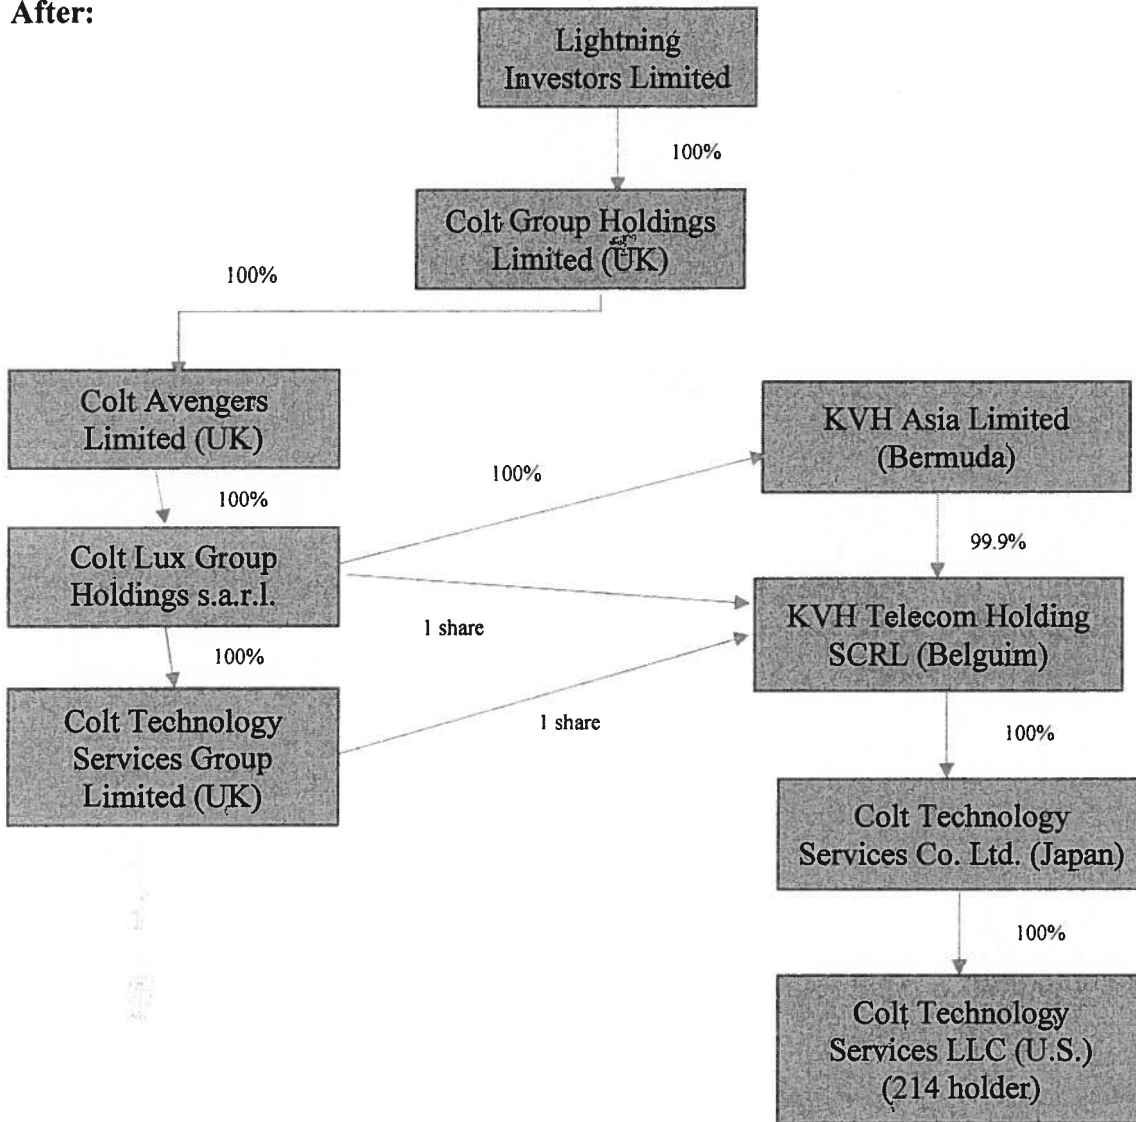 After:
Lightning
Investors Limited
100%
Colt Group Holdings
Limited (UK)
100%
Colt Avengers
Limited (UK)
KVH Asia Limited
(Bermuda)
100%
100%
99.9%
Colt Lux Group
Holdings s.a.r.l.
1 share
KVH Telecom Holding
SCRL (Belguim)
100%
Colt Technology
Services Group
Limited (UK)
1 share
100%
Colt Technology
Services Co. Ltd. (Japan)
100%
Colt Technology
Services LLC (U.S.)
(214 holder)